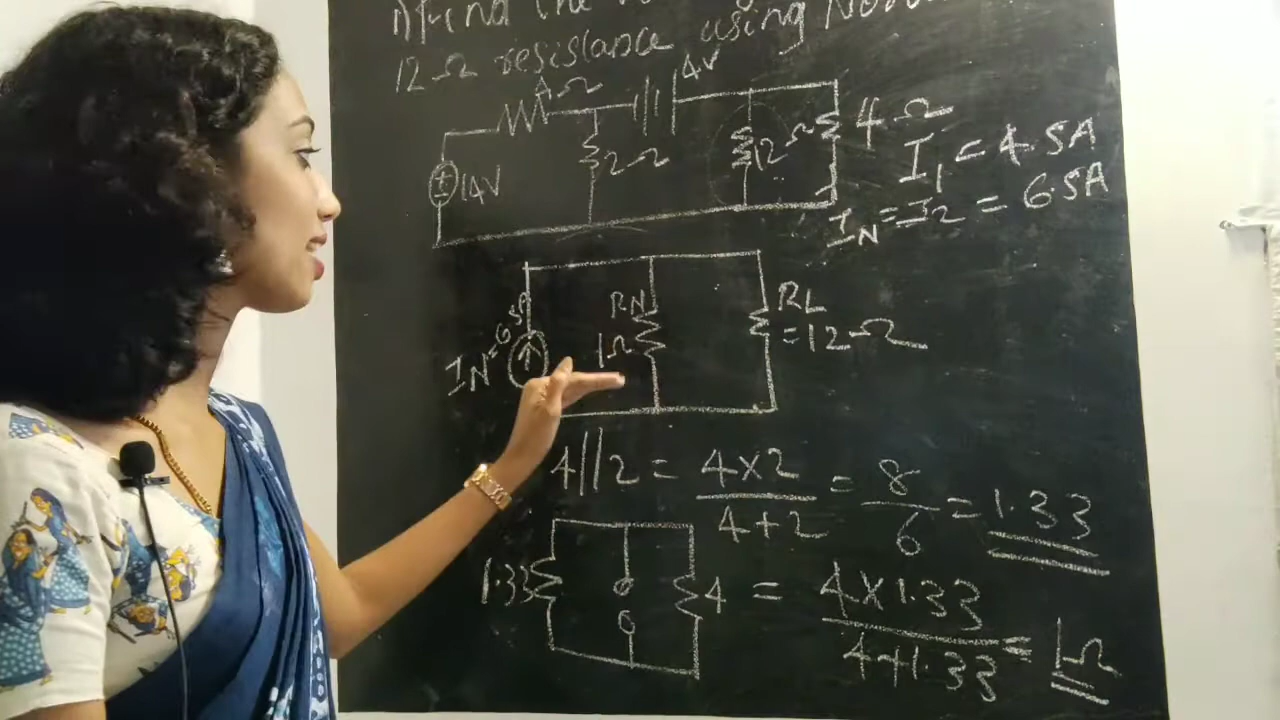 1) Find the
12 Ω resistance using
4Ω
4V
14V
2Ω
12Ω
4Ω
I₁ = 4.5A
I_N = I₂ = 6.5A
I_N = 6.5A
R_N
1Ω
R_L
= 12Ω
4//2 = 4×2 / 4+2 = 8/6 = 1.33
1.33
4 = 4×1.33 / 4+1.33 = 1Ω